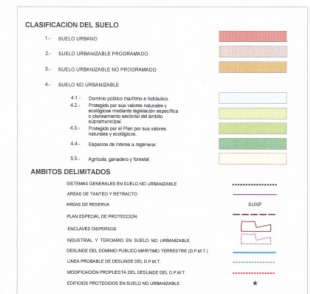 CLASIFICACION DEL SUELO
1.- SUELO URBANO
2.- SUELO URBANIZABLE PROGRAMADO
3.- SUELO URBANIZABLE NO PROGRAMADO
4.- SUELO NO URBANIZABLE
4.1.- Dominio público marítimo e hidráulico.
4.2.- Protegido por sus valores naturales y
ecológicos mediante legislación específica
o planeamiento sectorial del ámbito
supramunicipal.
4.3.- Protegido por el Plan por sus valores
naturales y ecológicos.
4.4.- Espacios de interes a regenerar.
5.5.- Agrícola, ganadero y forestal.
AMBITOS DELIMITADOS
SISTEMAS GENERALES EN SUELO NO URBANIZABLE
AREAS DE TANTEO Y RETRACTO
AREAS DE RESERVA SUNP
PLAN ESPECIAL DE PROTECCION
ENCLAVES DISPERSOS
INDUSTRIAL Y TERCIARIO EN SUELO NO URBANIZABLE
DESLINDE DEL DOMINIO PUBLICO MARITIMO TERRESTRE (D.P.M.T.)
LINEA PROBABLE DE DESLINDE DEL D.P.M.T.
MODIFICACIÓN PROPUESTA DEL DESLINDE DEL D.P.M.T.
EDIFICIOS PROTEGIDOS EN SUELO NO URBANIZABLE